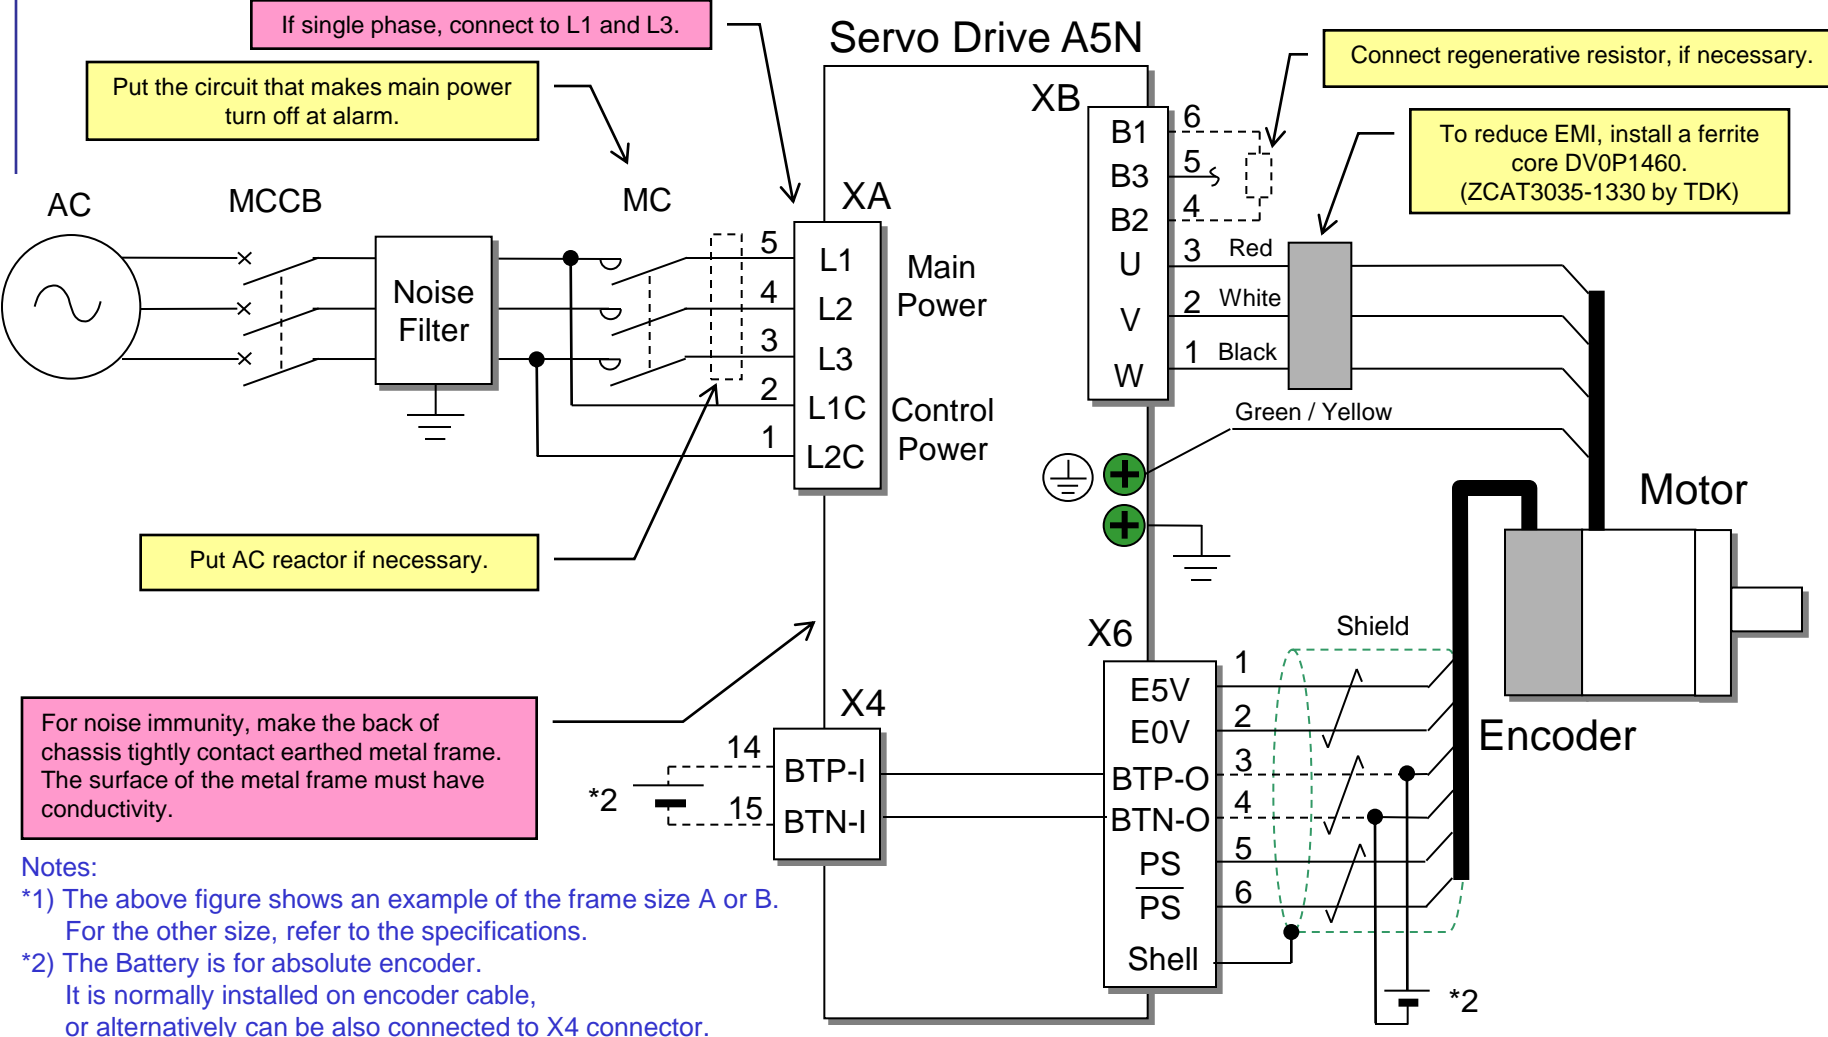 If single phase, connect to L1 and L3.
Servo Drive A5N
Connect regenerative resistor, if necessary.
Put the circuit that makes main power
turn off at alarm.
To reduce EMI, install a ferrite
core DV0P1460.
(ZCAT3035-1330 by TDK)
AC
MCCB
MC
XA
XB
Noise
Filter
5
4
3
2
1
L1
L2
L3
L1C
L2C
Main
Power
Control
Power
B1
B3
B2
U
V
W
6
5
4
3
2
1
Red
White
Black
Green / Yellow
Put AC reactor if necessary.
Motor
Encoder
For noise immunity, make the back of
chassis tightly contact earthed metal frame.
The surface of the metal frame must have
conductivity.
X4
14
15
*2
BTP-I
BTN-I
X6
Shield
E5V
E0V
BTP-O
BTN-O
PS
PS
Shell
1
2
3
4
5
6
*2
Notes:
*1) The above figure shows an example of the frame size A or B.
For the other size, refer to the specifications.
*2) The Battery is for absolute encoder.
It is normally installed on encoder cable,
or alternatively can be also connected to X4 connector.